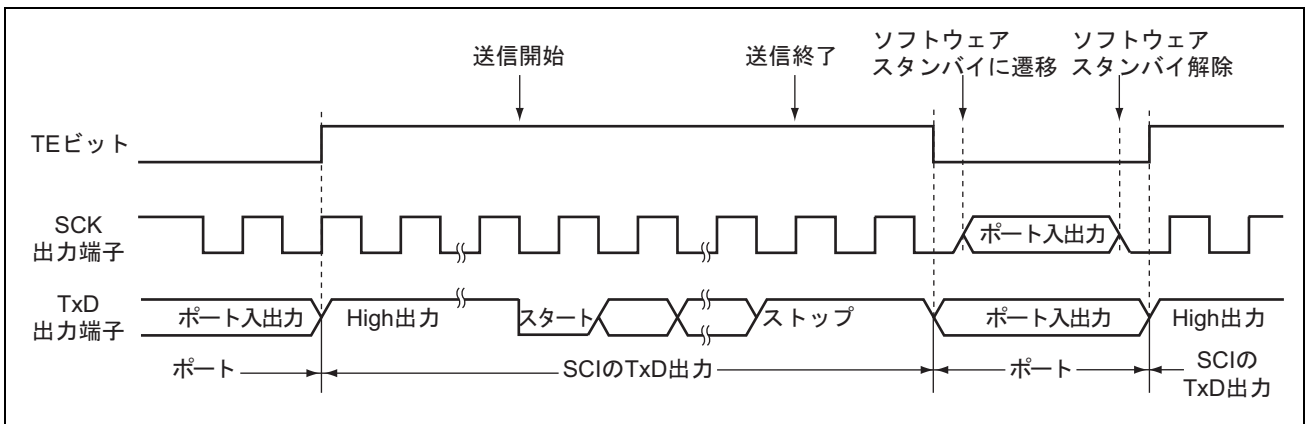 送信開始
送信終了
ソフトウェア
スタンバイに遷移
ソフトウェア
スタンバイ解除
TEビット
SCK
出力端子
ポート入出力
TxD
出力端子
ポート入出力
High出力
スタート
ストップ
ポート入出力
High出力
ポート
SCIのTxD出力
ポート
SCIの
TxD出力